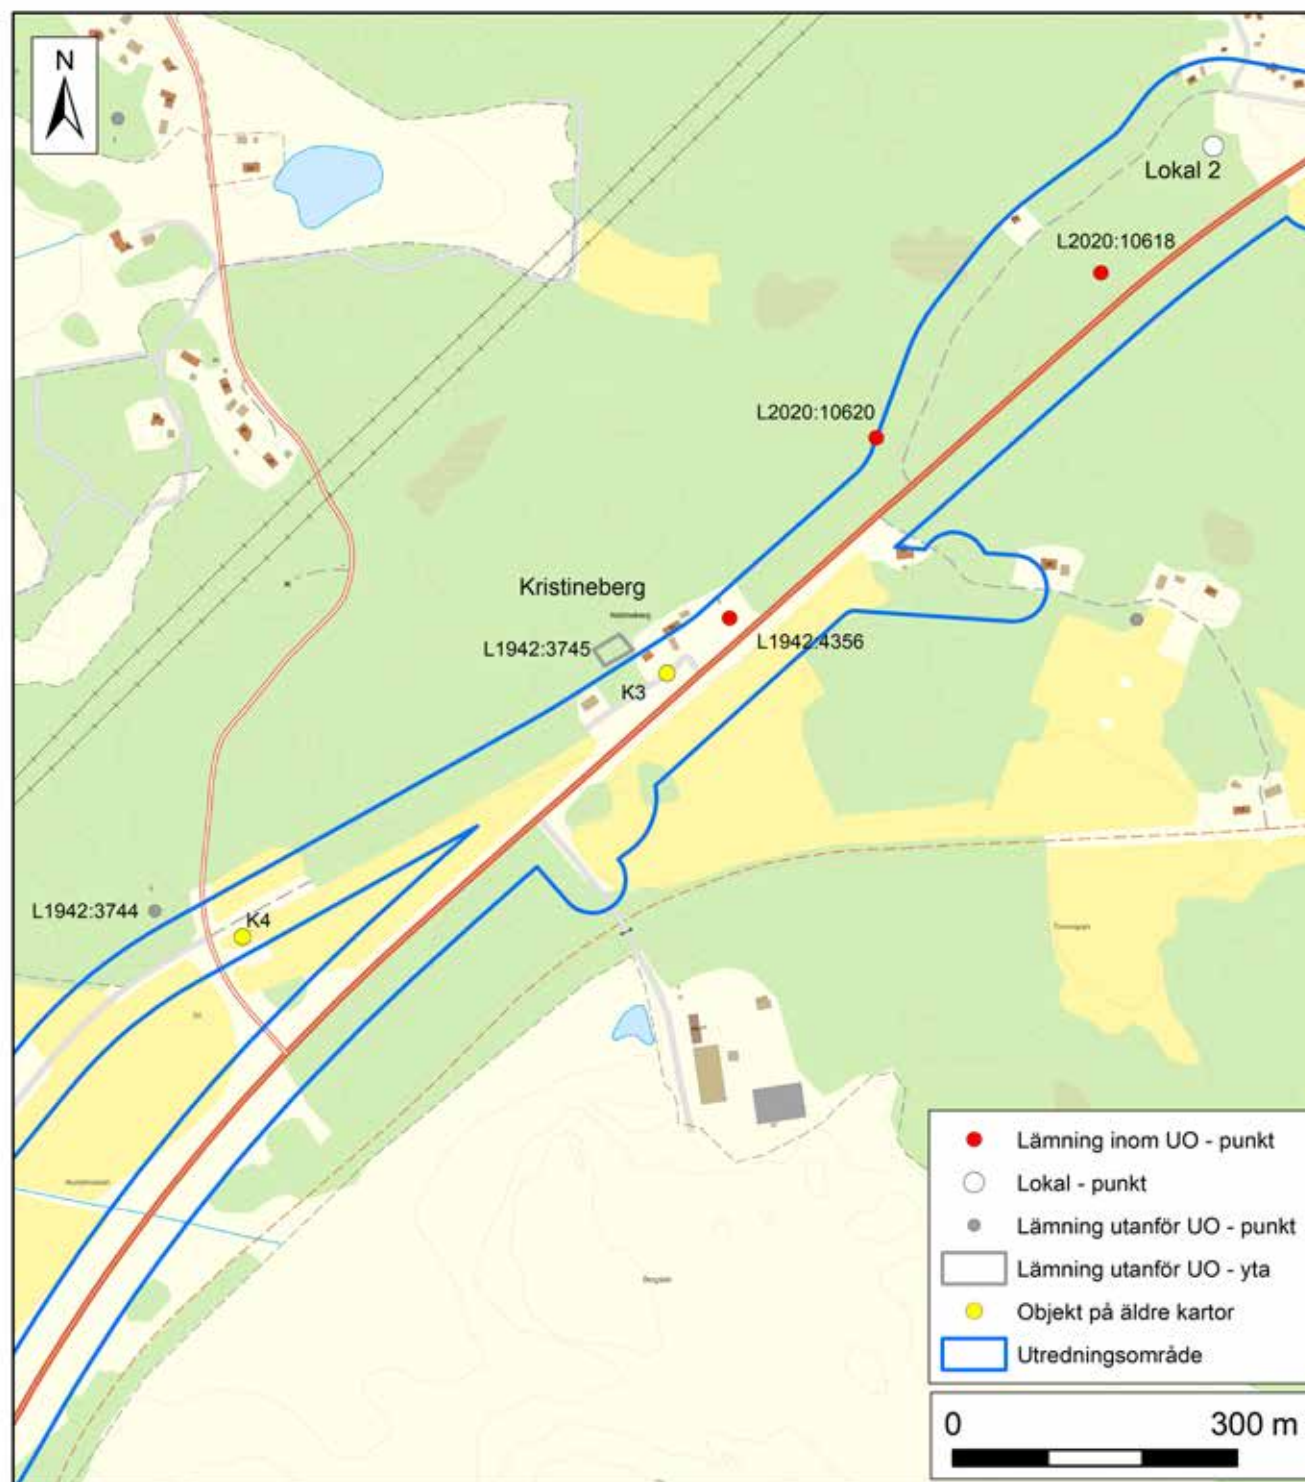 N
Lokal 2
L2020:10618
L2020:10620
Kristineberg
L1942:3745
L1942:4356
K3
L1942:3744
K4
Lämning inom UO - punkt
Lokal - punkt
Lämning utanför UO - punkt
Lämning utanför UO - yta
Objekt på äldre kartor
Utredningsområde
0 300 m